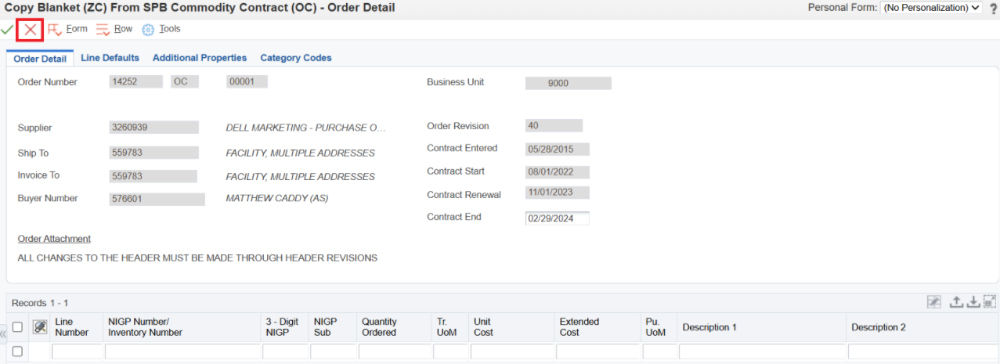 Copy Blanket (ZC) From SPB Commodity Contract (OC) - Order Detail
Personal Form: (No Personalization) ?
Form Row Tools
Order Detail Line Defaults Additional Properties Category Codes
Order Number 14252 OC 00001 Business Unit 9000
Supplier 3260939 DELL MARKETING - PURCHASE O... Order Revision 40
Ship To 559783 FACILITY, MULTIPLE ADDRESSES Contract Entered 05/28/2015
Invoice To 559783 FACILITY, MULTIPLE ADDRESSES Contract Start 08/01/2022
Buyer Number 576601 MATTHEW CADDY (AS) Contract Renewal 11/01/2023
Contract End 02/29/2024
Order Attachment
ALL CHANGES TO THE HEADER MUST BE MADE THROUGH HEADER REVISIONS
Records 1 - 1
Line NIGP Number/ 3 - Digit NIGP Quantity Tr. Unit Extended Pu. Description 1 Description 2
Number Inventory Number NIGP Sub Ordered UoM Cost Cost UoM